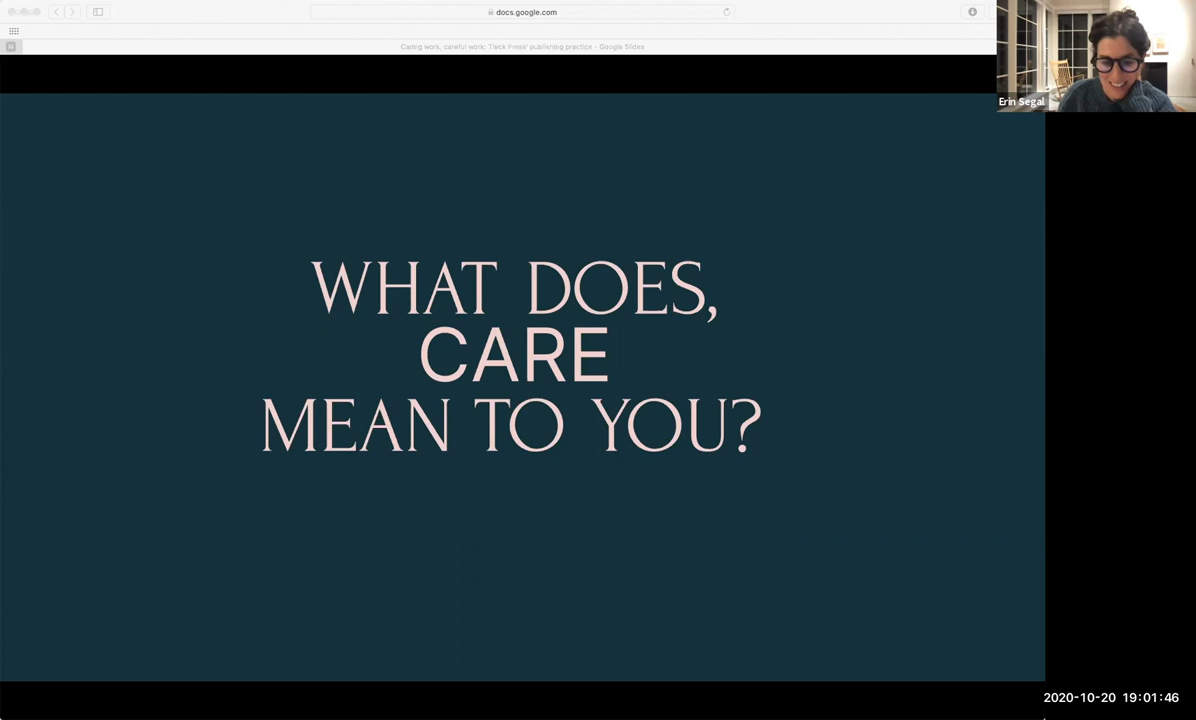 docs.google.com
Caring work, careful work: Thick Press' publishing practice - Google Slides
Erin Segal
WHAT DOES,
CARE
MEAN TO YOU?
2020-10-20 19:01:46